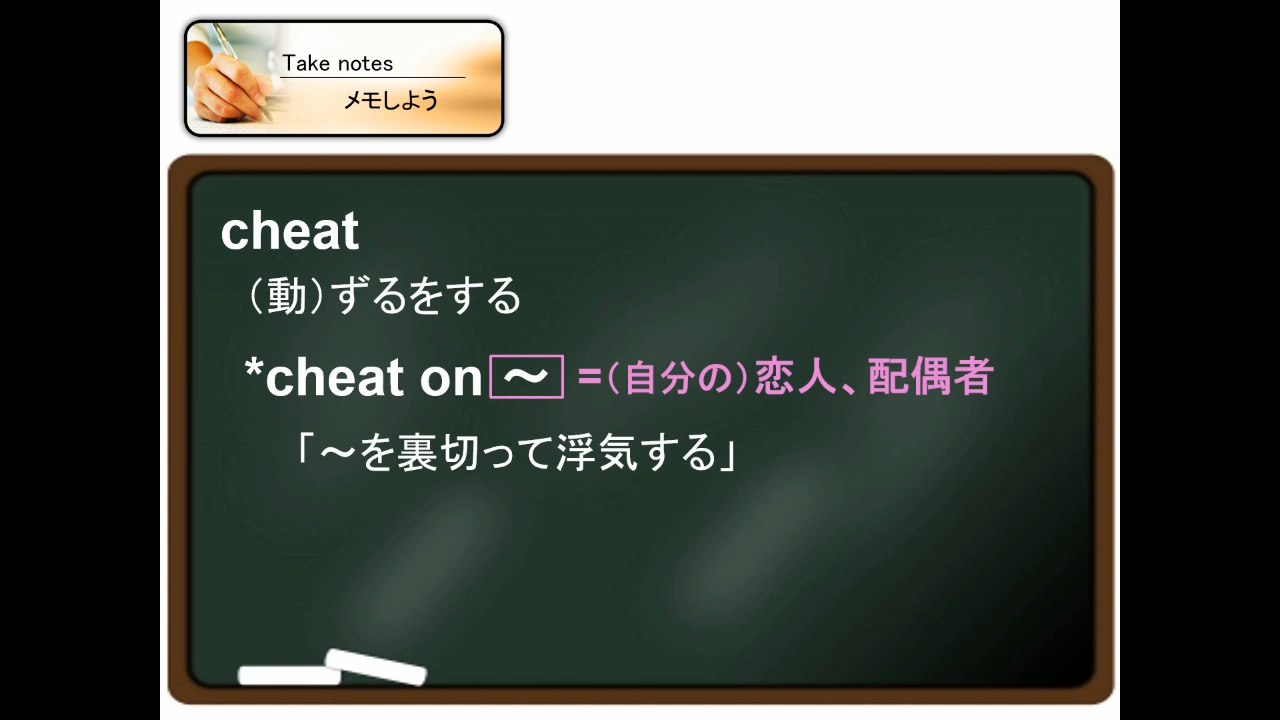 Take notes
メモしよう
cheat
（動）ずるをする
*cheat on ～ =（自分の）恋人、配偶者
「～を裏切って浮気する」